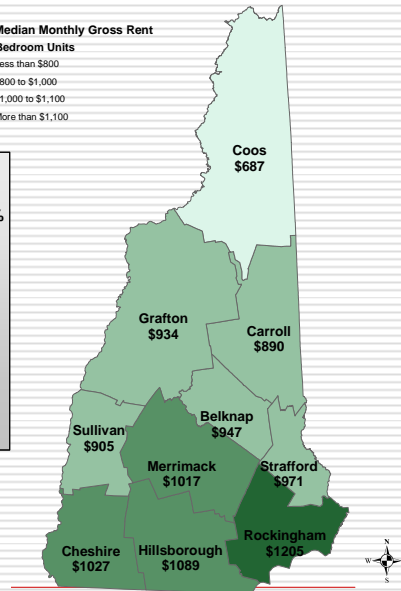 Median Monthly Gross Rent
Bedroom Units
ess than $800
800 to $1,000
1,000 to $1,100
More than $1,100
%
Coos
$687
Grafton
$934
Carroll
$890
Belknap
$947
Sullivan
$905
Merrimack
$1017
Strafford
$971
Rockingham
$1205
Cheshire
$1027
Hillsborough
$1089
N
W
E
S